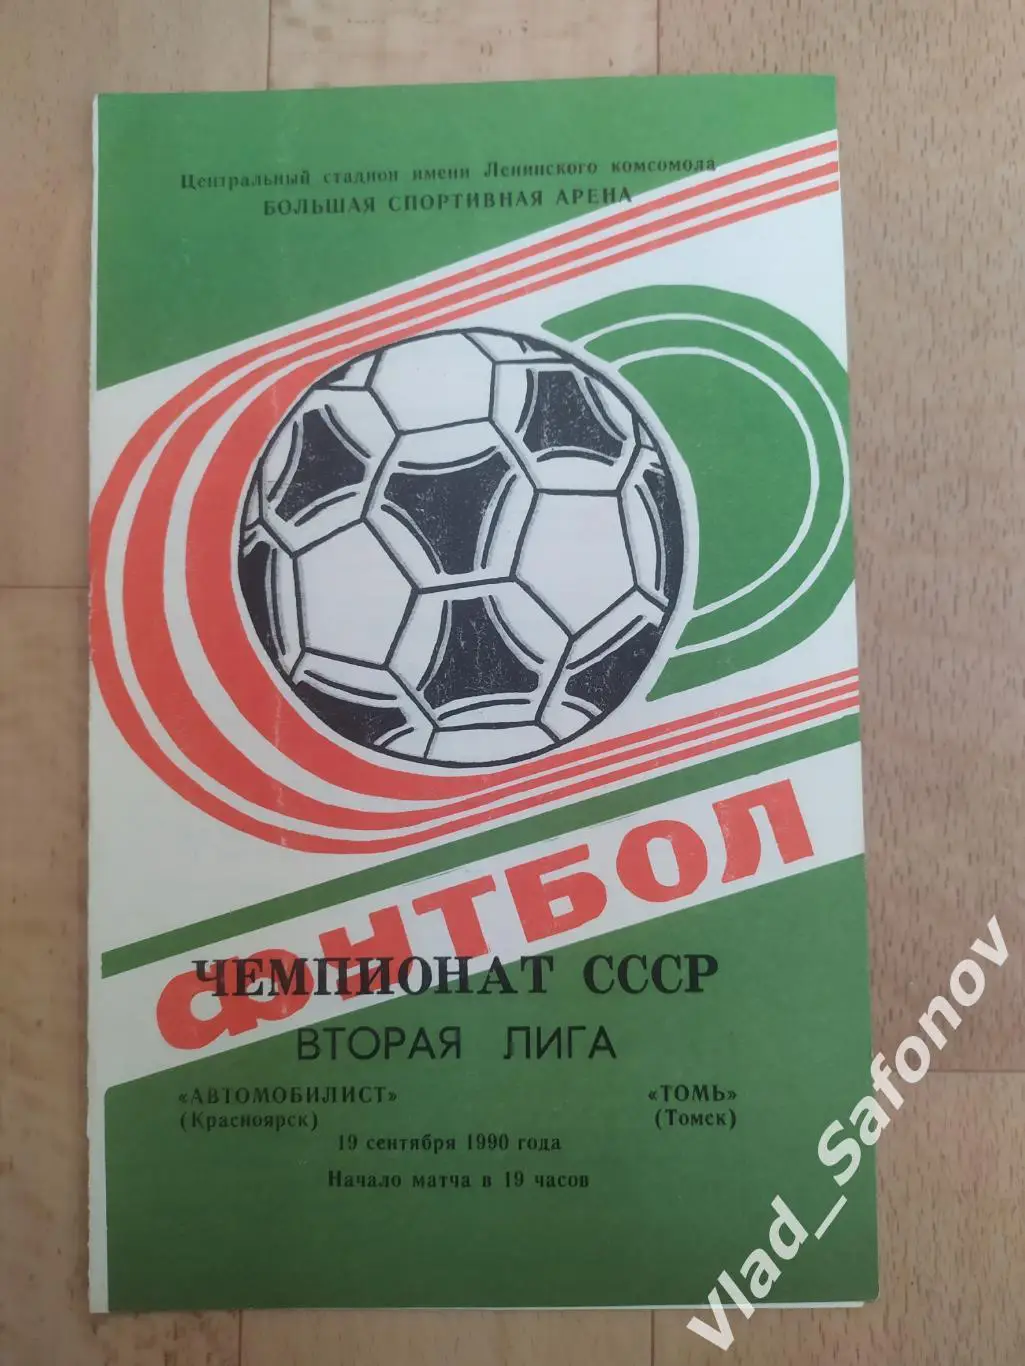 Центральный стадион имени Ленинского комсомола
БОЛЬШАЯ СПОРТИВНАЯ АРЕНА
ФУТБОЛ
ЧЕМПИОНАТ СССР
ВТОРАЯ ЛИГА
«АВТОМОБИЛИСТ» «ТОМЬ»
(Красноярск) (Томск)
19 сентября 1990 года
Начало матча в 19 часов
Vlad_Safonov